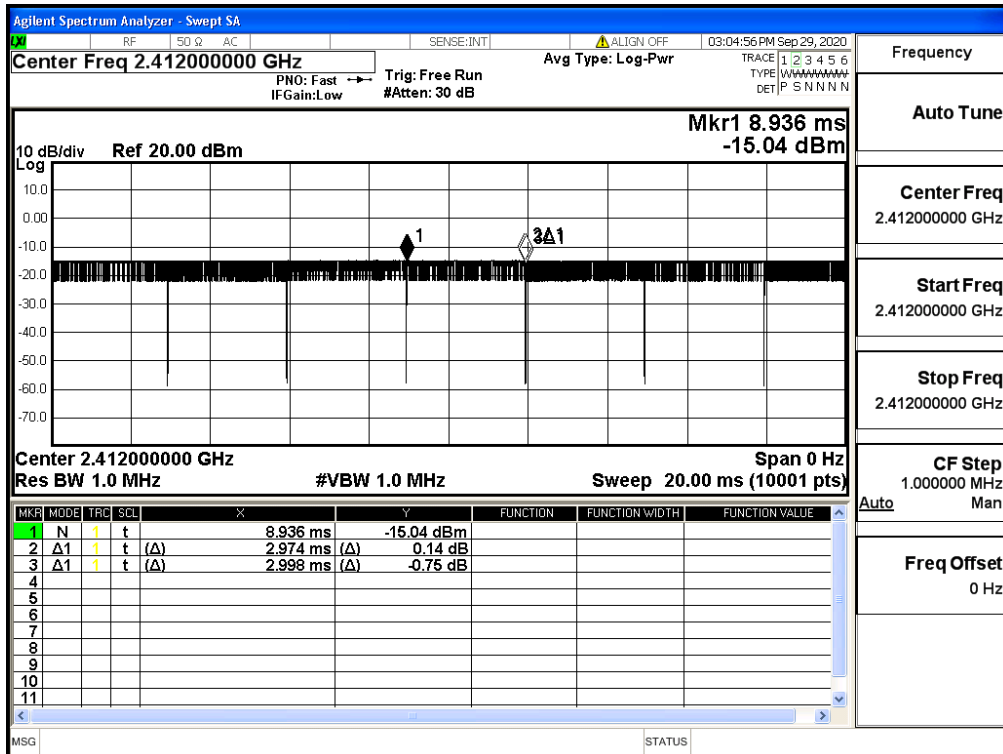 Agilent Spectrum Analyzer - Swept SA
LXI RF 50 Ω AC SENSE:INT ALIGN OFF 03:04:56 PM Sep 29, 2020
Center Freq 2.412000000 GHz
PNO: Fast
IFGain:Low
Trig: Free Run
#Atten: 30 dB
Avg Type: Log-Pwr
TRACE 1 2 3 4 5 6
TYPE WWWWWW
DET P S N N N N
Mkr1 8.936 ms
-15.04 dBm
10 dB/div Ref 20.00 dBm
Log
10.0
0.00
-10.0
-20.0
-30.0
-40.0
-50.0
-60.0
-70.0
1
3Δ1
Center 2.412000000 GHz Span 0 Hz
Res BW 1.0 MHz #VBW 1.0 MHz Sweep 20.00 ms (10001 pts)
MKR MODE TRC SCL X Y FUNCTION FUNCTION WIDTH FUNCTION VALUE
1 N 1 t 8.936 ms -15.04 dBm
2 Δ1 1 t (Δ) 2.974 ms (Δ) 0.14 dB
3 Δ1 1 t (Δ) 2.998 ms (Δ) -0.75 dB
4
5
6
7
8
9
10
11
MSG STATUS
Frequency
Auto Tune
Center Freq
2.412000000 GHz
Start Freq
2.412000000 GHz
Stop Freq
2.412000000 GHz
CF Step
1.000000 MHz
Auto Man
Freq Offset
0 Hz